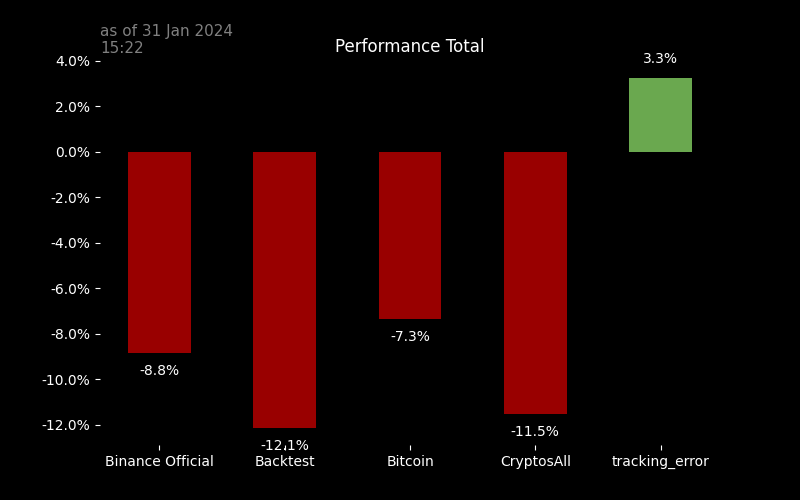 as of 31 Jan 2024
15:22
Performance Total
4.0%
2.0%
0.0%
-2.0%
-4.0%
-6.0%
-8.0%
-10.0%
-12.0%
3.3%
-8.8%
-12.1%
-7.3%
-11.5%
Binance Official
Backtest
Bitcoin
CryptosAll
tracking_error